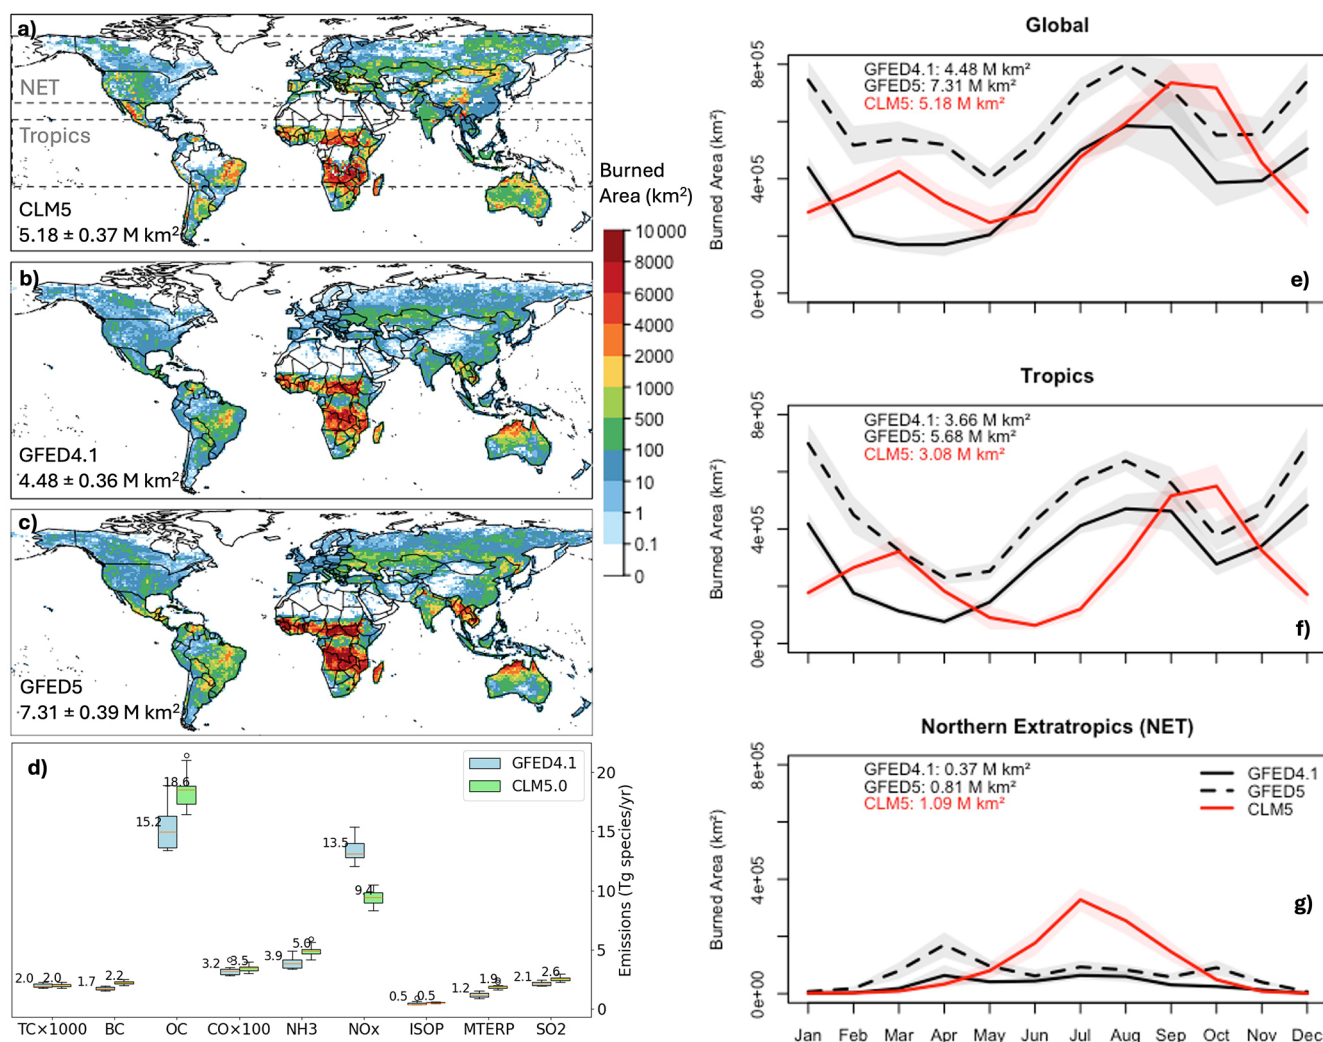 a)
NET
Tropics
CLM5
5.18 ± 0.37 M km²
b)
GFED4.1
4.48 ± 0.36 M km²
c)
GFED5
7.31 ± 0.39 M km²
Burned
Area (km²)
10 000
8000
6000
4000
2000
1000
500
100
10
1
0.1
0
d)
GFED4.1
CLM5.0
2.0 2.0
1.7 2.2
15.2 18.6
3.2 3.5
3.9 5.0
13.5 9.4
0.5 0.5
1.2 1.9
2.1 2.6
20
15
10
5
0
Emissions (Tg species/yr)
TC×1000 BC OC CO×100 NH3 NOx ISOP MTERP SO2
Global
GFED4.1: 4.48 M km²
GFED5: 7.31 M km²
CLM5: 5.18 M km²
8e+05
4e+05
0e+00
Burned Area (km²)
e)
Tropics
GFED4.1: 3.66 M km²
GFED5: 5.68 M km²
CLM5: 3.08 M km²
8e+05
4e+05
0e+00
Burned Area (km²)
f)
Northern Extratropics (NET)
GFED4.1: 0.37 M km²
GFED5: 0.81 M km²
CLM5: 1.09 M km²
GFED4.1
GFED5
CLM5
8e+05
4e+05
0e+00
Burned Area (km²)
g)
Jan Feb Mar Apr May Jun Jul Aug Sep Oct Nov Dec